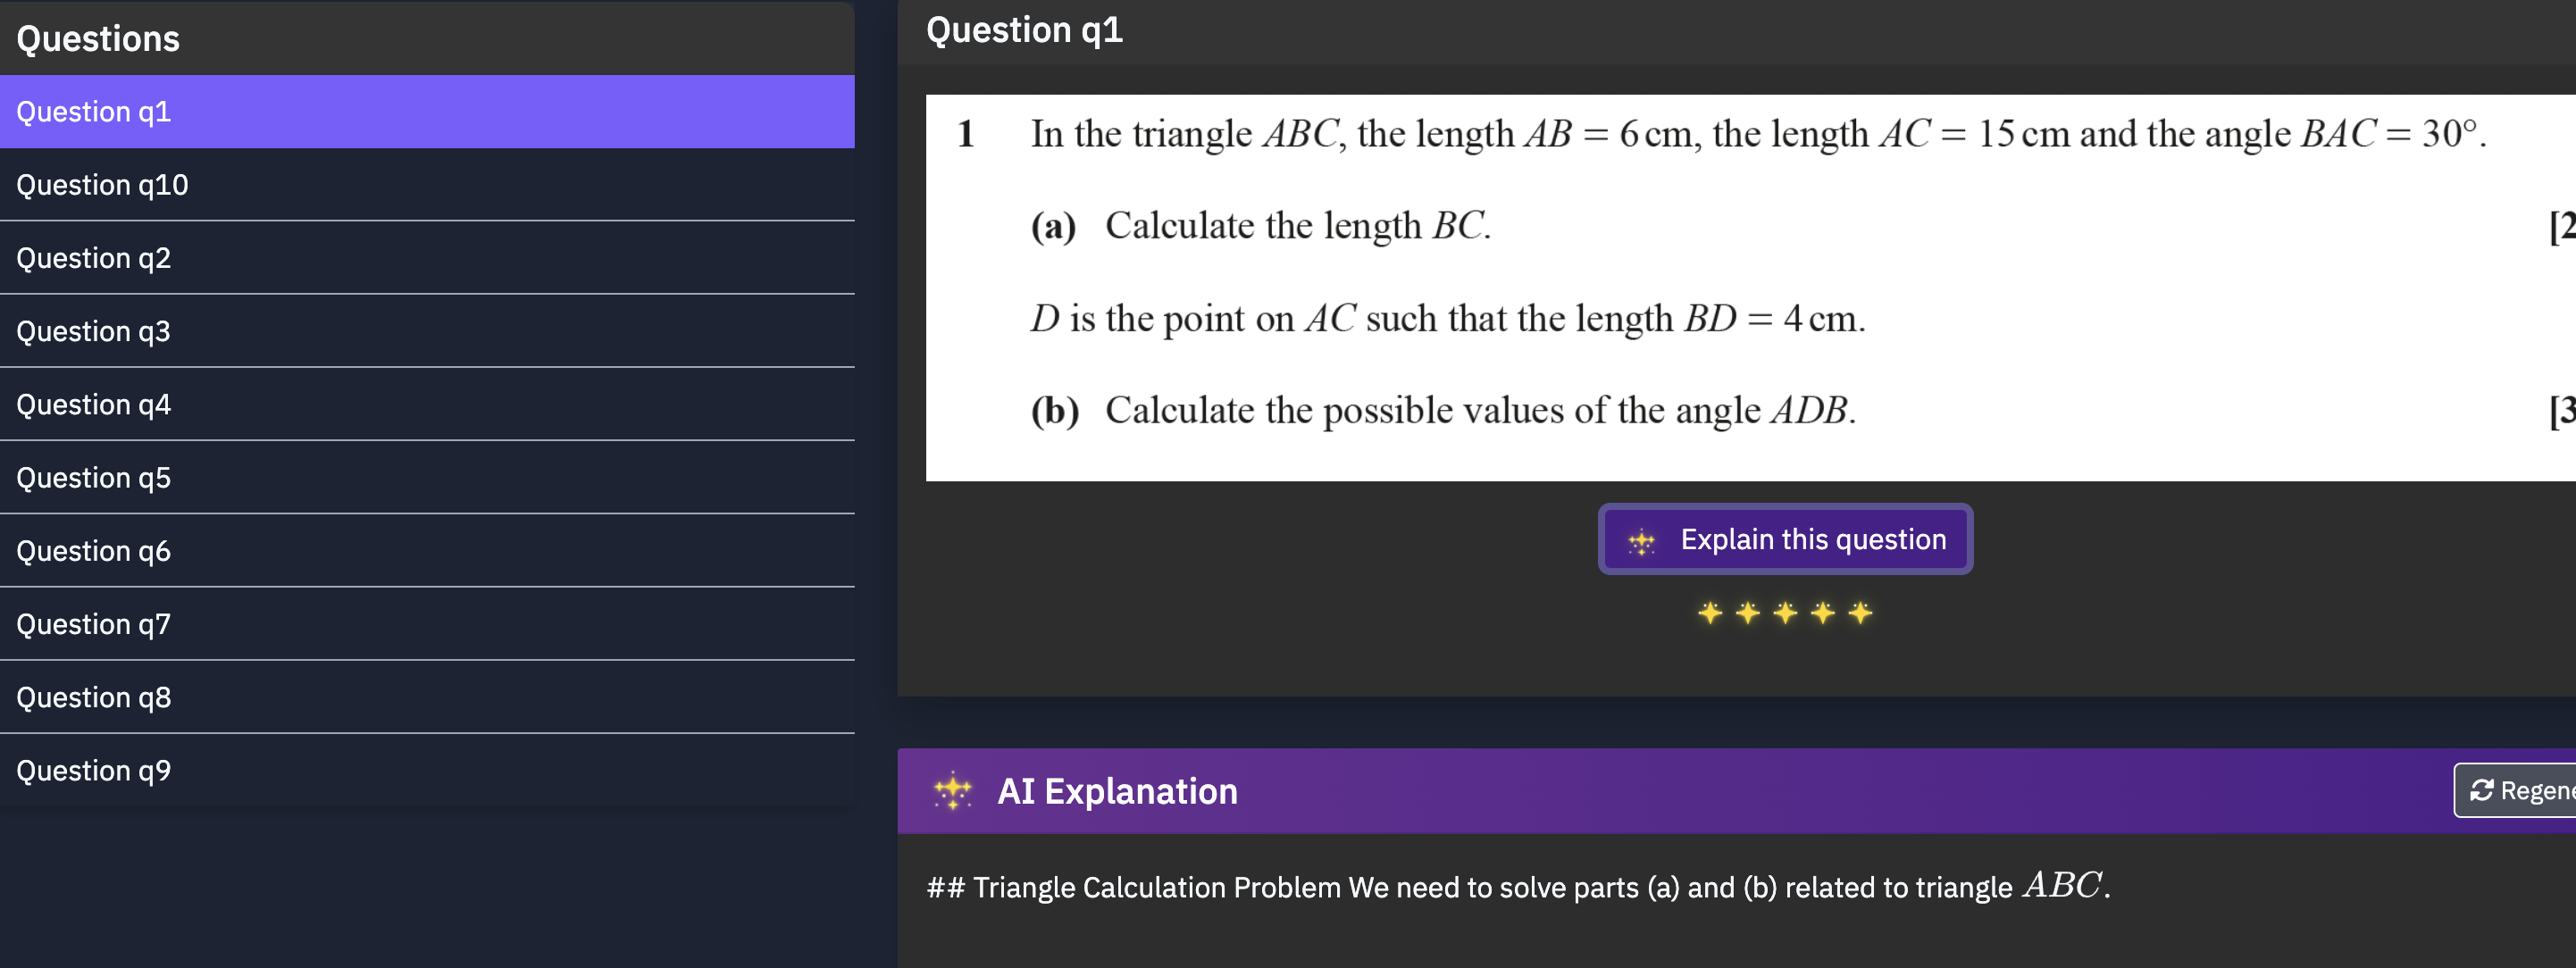 Questions
Question q1
Question q10
Question q2
Question q3
Question q4
Question q5
Question q6
Question q7
Question q8
Question q9
Question q1
1 In the triangle ABC, the length AB = 6 cm, the length AC = 15 cm and the angle BAC = 30°.
(a) Calculate the length BC. [2
D is the point on AC such that the length BD = 4 cm.
(b) Calculate the possible values of the angle ADB. [3
Explain this question
AI Explanation
Regene
## Triangle Calculation Problem We need to solve parts (a) and (b) related to triangle ABC.